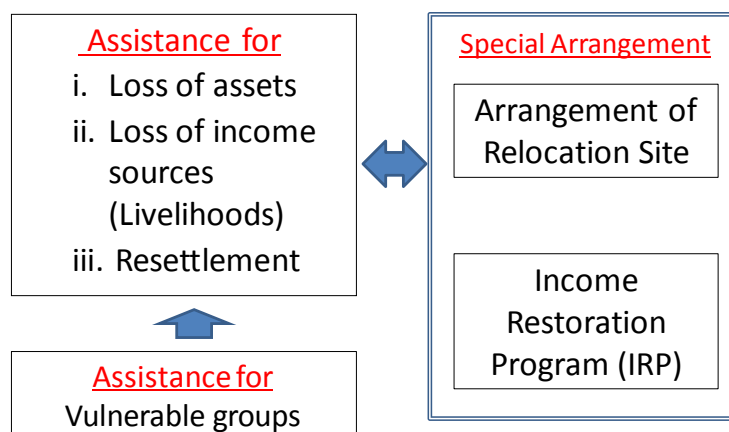 Assistance for
i. Loss of assets
ii. Loss of income
sources
(Livelihoods)
iii. Resettlement
Assistance for
Vulnerable groups
Special Arrangement
Arrangement of
Relocation Site
Income
Restoration
Program (IRP)